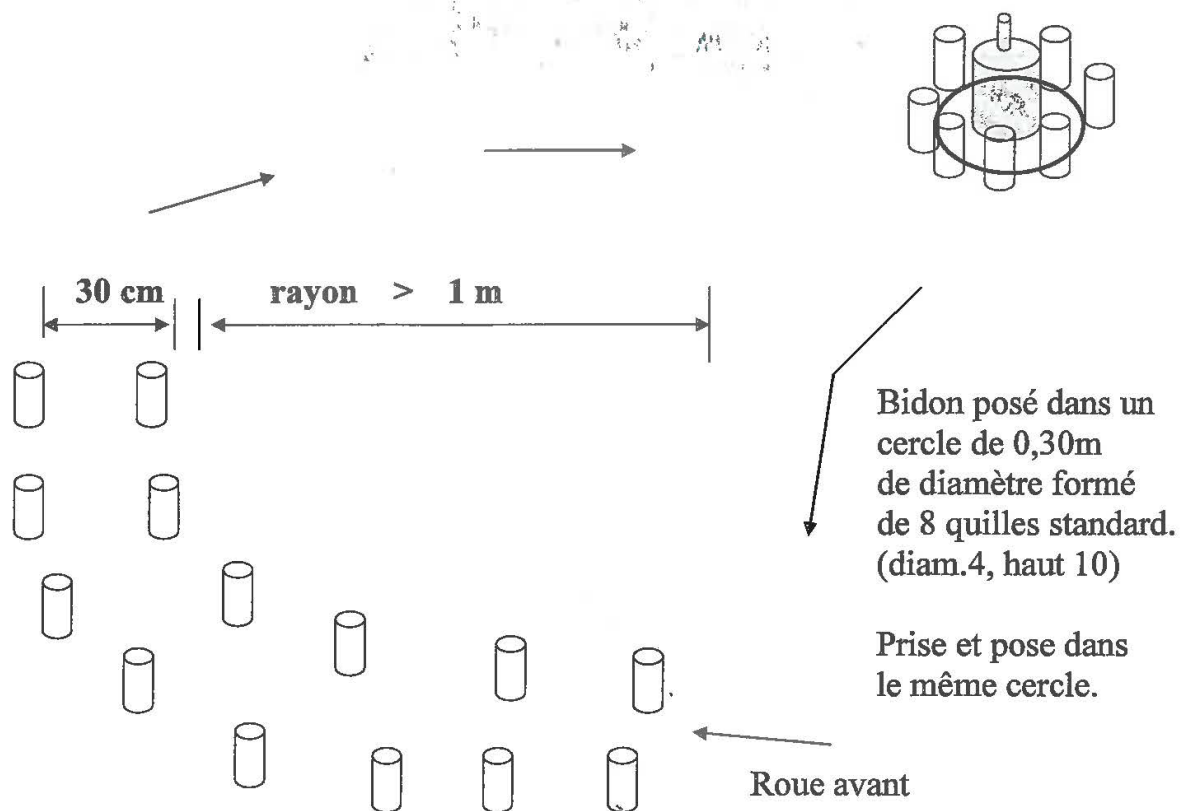 30 cm
rayon > 1 m
Bidon posé dans un
cercle de 0,30m
de diamètre formé
de 8 quilles standard.
(diam.4, haut 10)
Prise et pose dans
le même cercle.
Roue avant